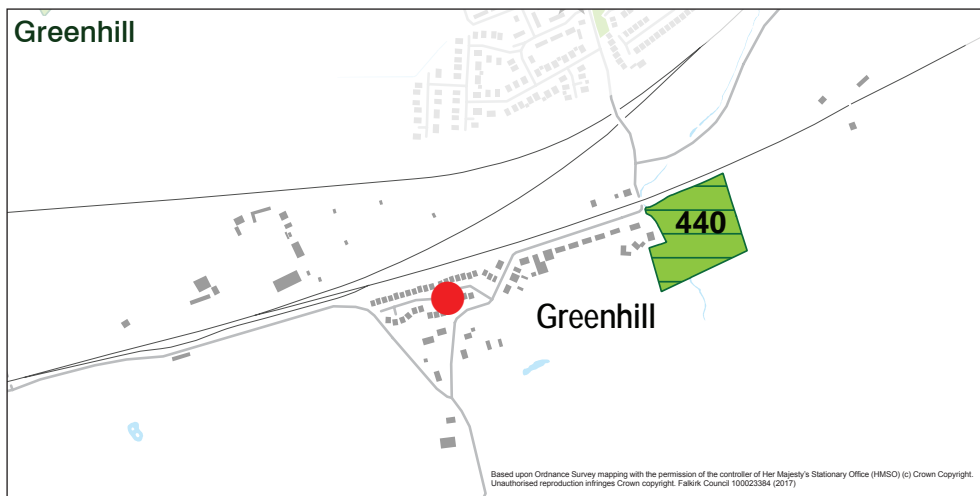 Greenhill
440
Greenhill
Based upon Ordnance Survey mapping with the permission of the controller of Her Majesty's Stationary Office (HMSO) (c) Crown Copyright.
Unauthorised reproduction infringes Crown copyright. Falkirk Council 100023384 (2017)